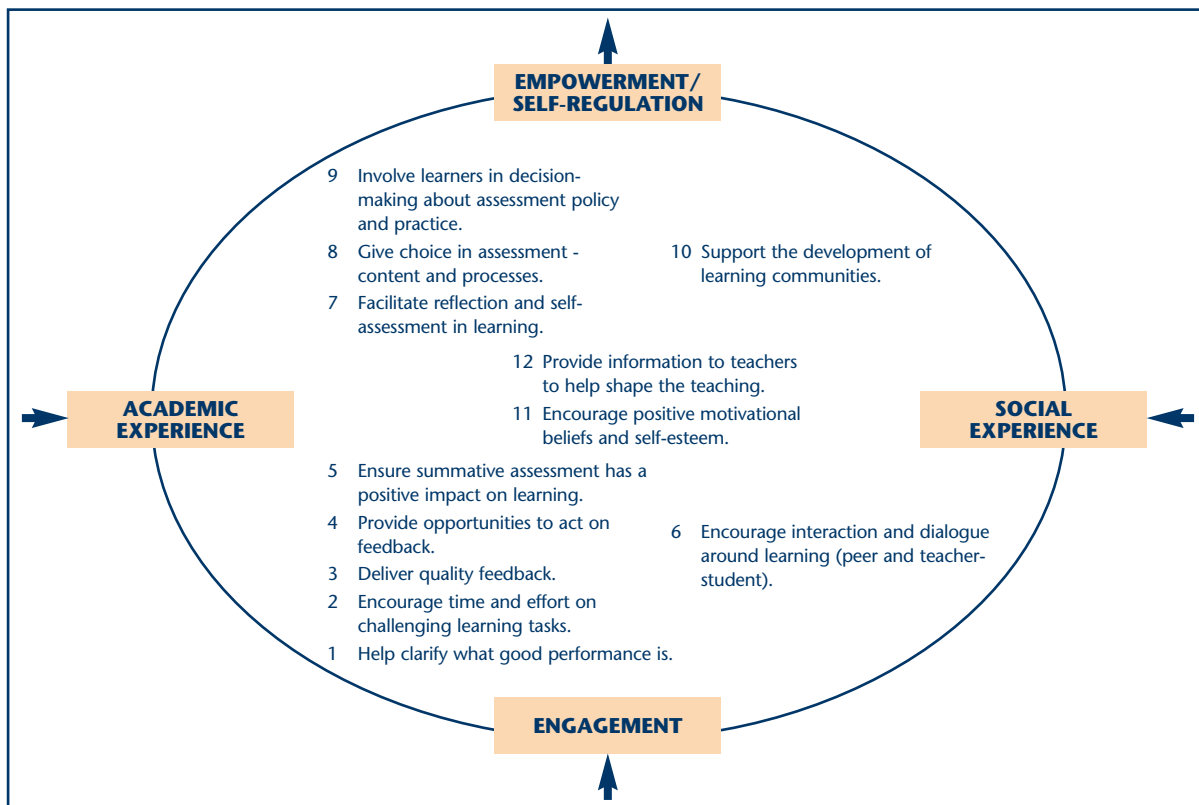 EMPOWERMENT/
SELF-REGULATION
9 Involve learners in decision-
making about assessment policy
and practice.
8 Give choice in assessment -
content and processes.
7 Facilitate reflection and self-
assessment in learning.
10 Support the development of
learning communities.
12 Provide information to teachers
to help shape the teaching.
11 Encourage positive motivational
beliefs and self-esteem.
ACADEMIC
EXPERIENCE
SOCIAL
EXPERIENCE
5 Ensure summative assessment has a
positive impact on learning.
4 Provide opportunities to act on
feedback.
3 Deliver quality feedback.
2 Encourage time and effort on
challenging learning tasks.
1 Help clarify what good performance is.
6 Encourage interaction and dialogue
around learning (peer and teacher-
student).
ENGAGEMENT